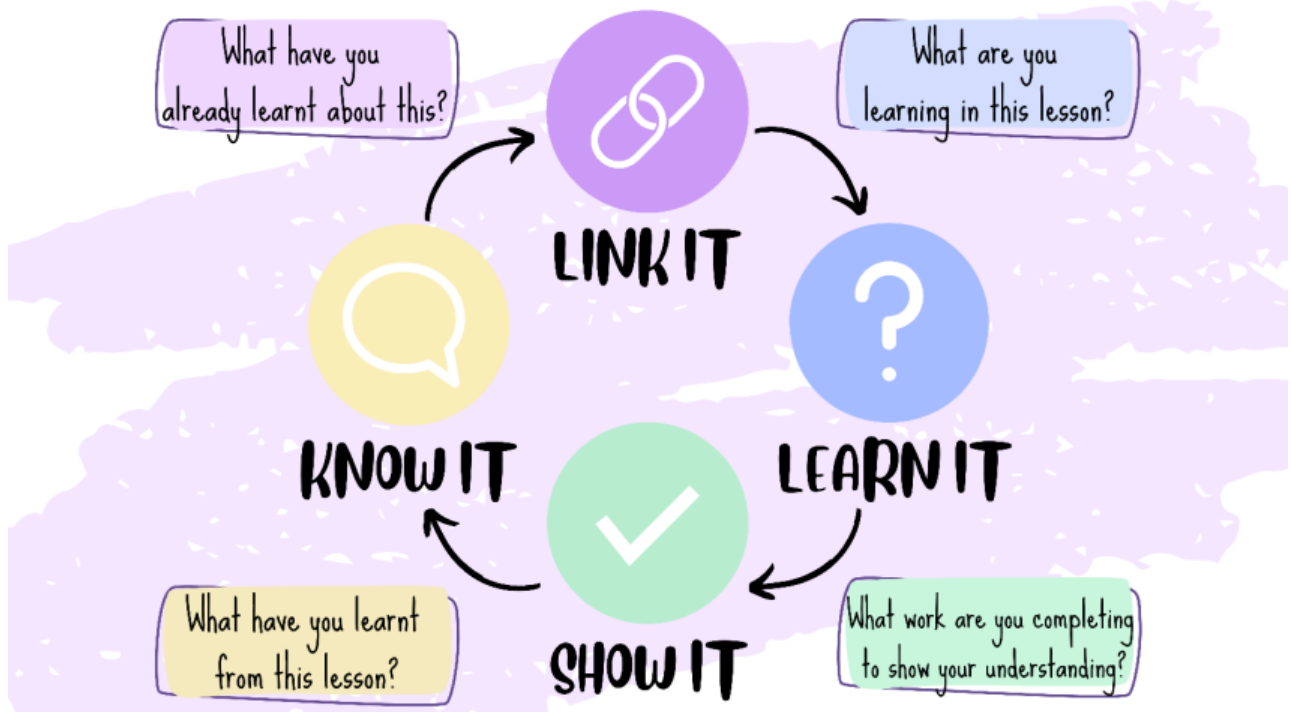 What have you
already learnt about this?
What are you
learning in this lesson?
LINK IT
KNOW IT
LEARN IT
What have you learnt
from this lesson?
What work are you completing
to show your understanding?
SHOW IT